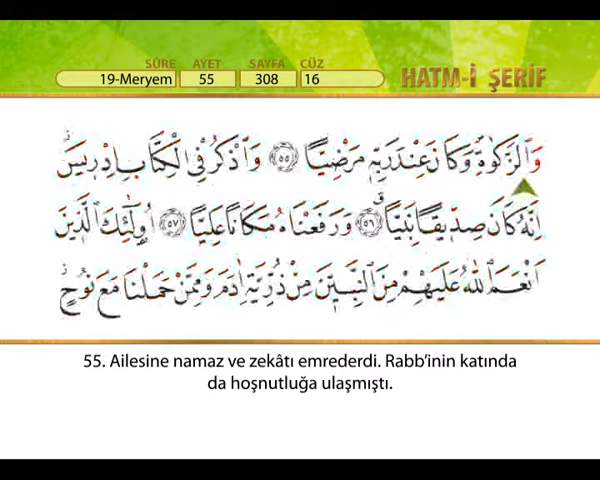 SÛRE AYET SAYFA CÜZ
19-Meryem 55 308 16
HATM-İ ŞERİF
وَالزَّكٰوةِ وَكَانَ عِنْدَ رَبِّهٖ مَرْضِيًّا ﴿٥٥﴾ وَاذْكُرْ فِي الْكِتَابِ اِدْرٖيسَۘ
اِنَّهُ كَانَ صِدّٖيقًا نَبِيًّاۗ ﴿٥٦﴾ وَرَفَعْنَاهُ مَكَانًا عَلِيًّا ﴿٥٧﴾ اُولٰٓئِكَ الَّذٖينَ
اَنْعَمَ اللّٰهُ عَلَيْهِمْ مِنَ النَّبِيّٖنَ مِنْ ذُرِّيَّةِ اٰدَمَ وَمِمَّنْ حَمَلْنَا مَعَ نُوحٍۘ
55. Ailesine namaz ve zekâtı emrederdi. Rabb’inin katında
da hoşnutluğa ulaşmıştı.